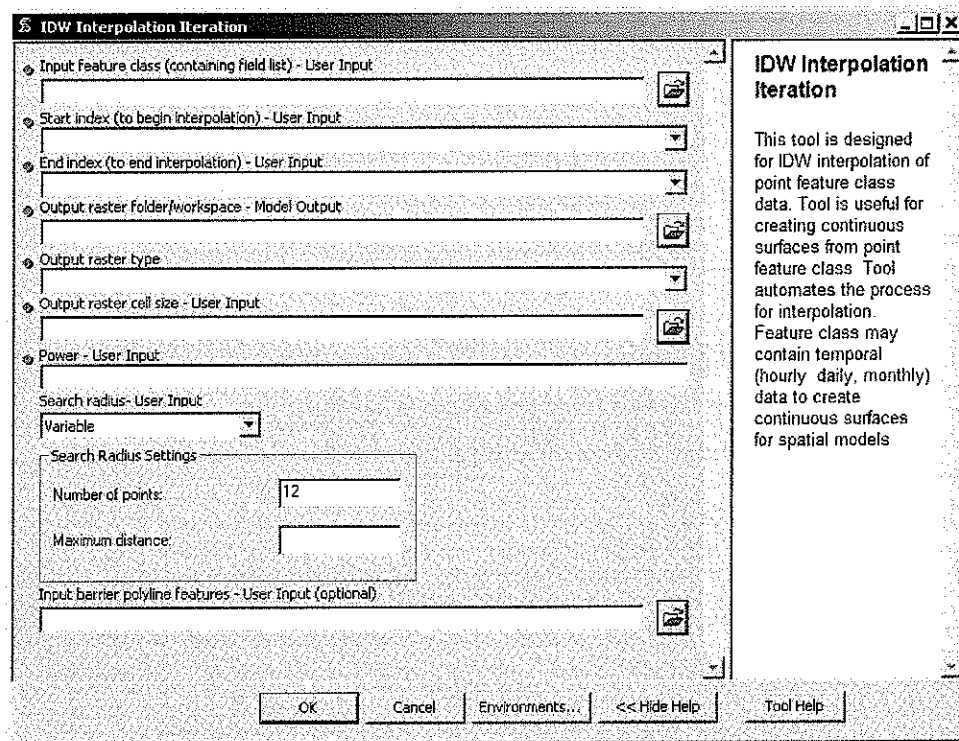 IDW Interpolation Iteration
Input feature class (containing field list) - User Input
Start index (to begin interpolation) - User Input
End index (to end interpolation) - User Input
Output raster folder/workspace - Model Output
Output raster type
Output raster cell size - User Input
Power - User Input
Search radius- User Input
Variable
Search Radius Settings
Number of points:
12
Maximum distance:
Input barrier polyline features - User Input (optional)
OK
Cancel
Environments...
<< Hide Help
Tool Help
IDW Interpolation
Iteration
This tool is designed
for IDW interpolation of
point feature class
data. Tool is useful for
creating continuous
surfaces from point
feature class Tool
automates the process
for interpolation.
Feature class may
contain temporal
(hourly daily, monthly)
data to create
continuous surfaces
for spatial models